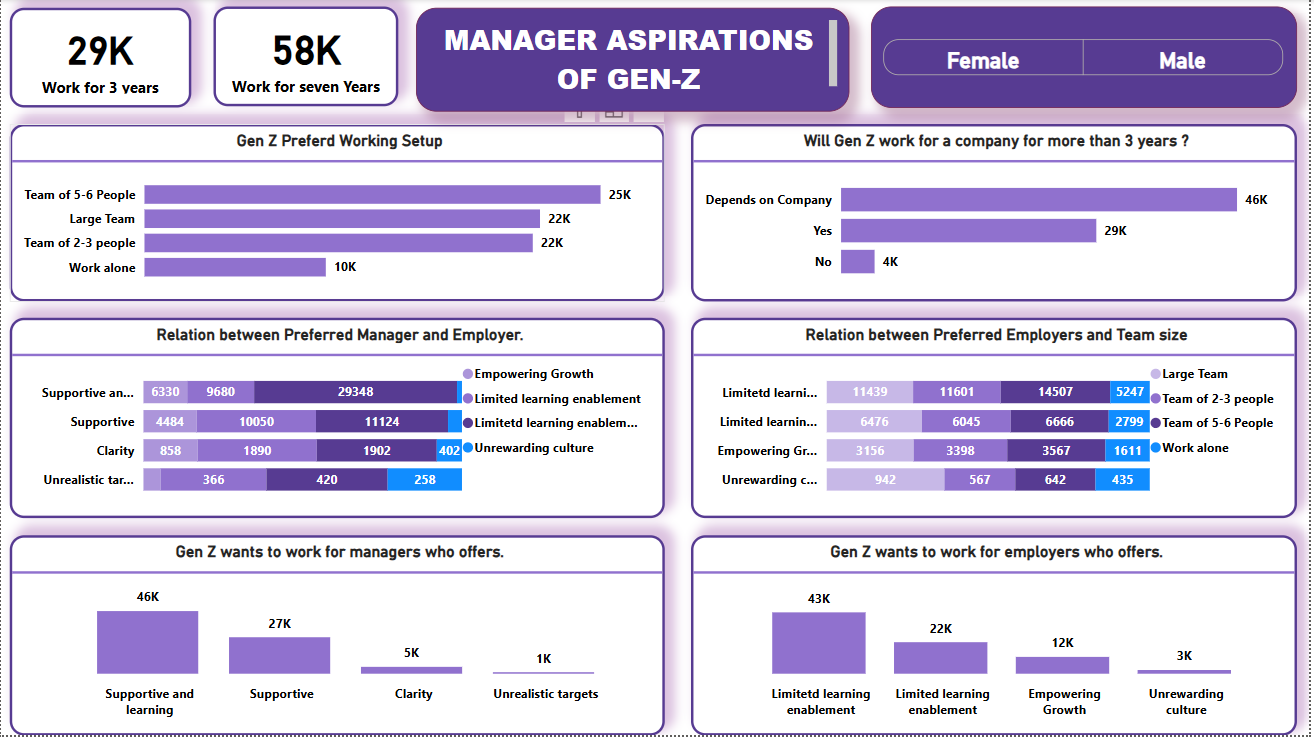 29K
Work for 3 years
58K
Work for seven Years
MANAGER ASPIRATIONS
OF GEN-Z
Female
Male
Gen Z Preferd Working Setup
Team of 5-6 People
25K
Large Team
22K
Team of 2-3 people
22K
Work alone
10K
Will Gen Z work for a company for more than 3 years ?
Depends on Company
46K
Yes
29K
No
4K
Relation between Preferred Manager and Employer.
Supportive an...
6330
9680
29348
Supportive
4484
10050
11124
Clarity
858
1890
1902
402
Unrealistic tar...
366
420
258
Empowering Growth
Limited learning enablement
Limitetd learning enablem...
Unrewarding culture
Relation between Preferred Employers and Team size
Limitetd learni...
11439
11601
14507
5247
Limited learnin...
6476
6045
6666
2799
Empowering Gr...
3156
3398
3567
1611
Unrewarding c...
942
567
642
435
Large Team
Team of 2-3 people
Team of 5-6 People
Work alone
Gen Z wants to work for managers who offers.
46K
27K
5K
1K
Supportive and
learning
Supportive
Clarity
Unrealistic targets
Gen Z wants to work for employers who offers.
43K
22K
12K
3K
Limitetd learning
enablement
Limited learning
enablement
Empowering
Growth
Unrewarding
culture